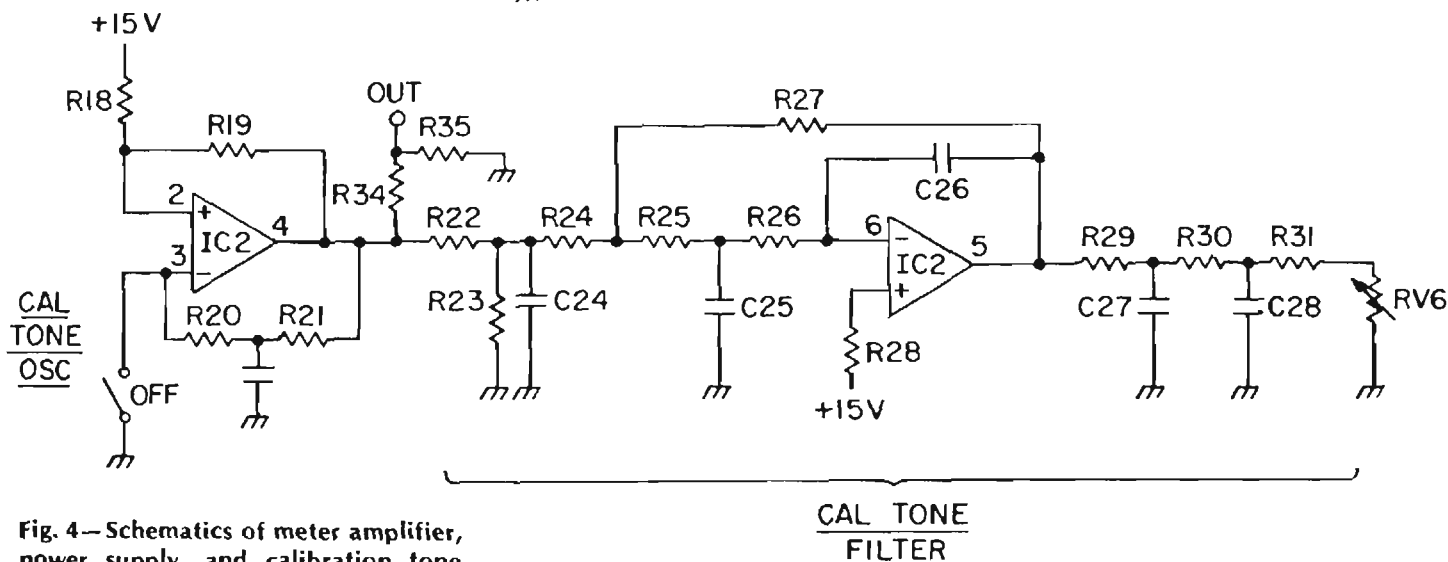 +15V
R18
R19
OUT
R35
R34
R27
C26
2
+
IC2
4
3
−
R22
R24
R25
R26
6
−
IC2
5
+
R29
R30
R31
R20
R21
R23
C24
C25
R28
+15V
C27
C28
RV6
CAL
TONE
OSC
OFF
CAL TONE
FILTER
Fig. 4—Schematics of meter amplifier,
power supply, and calibration tone